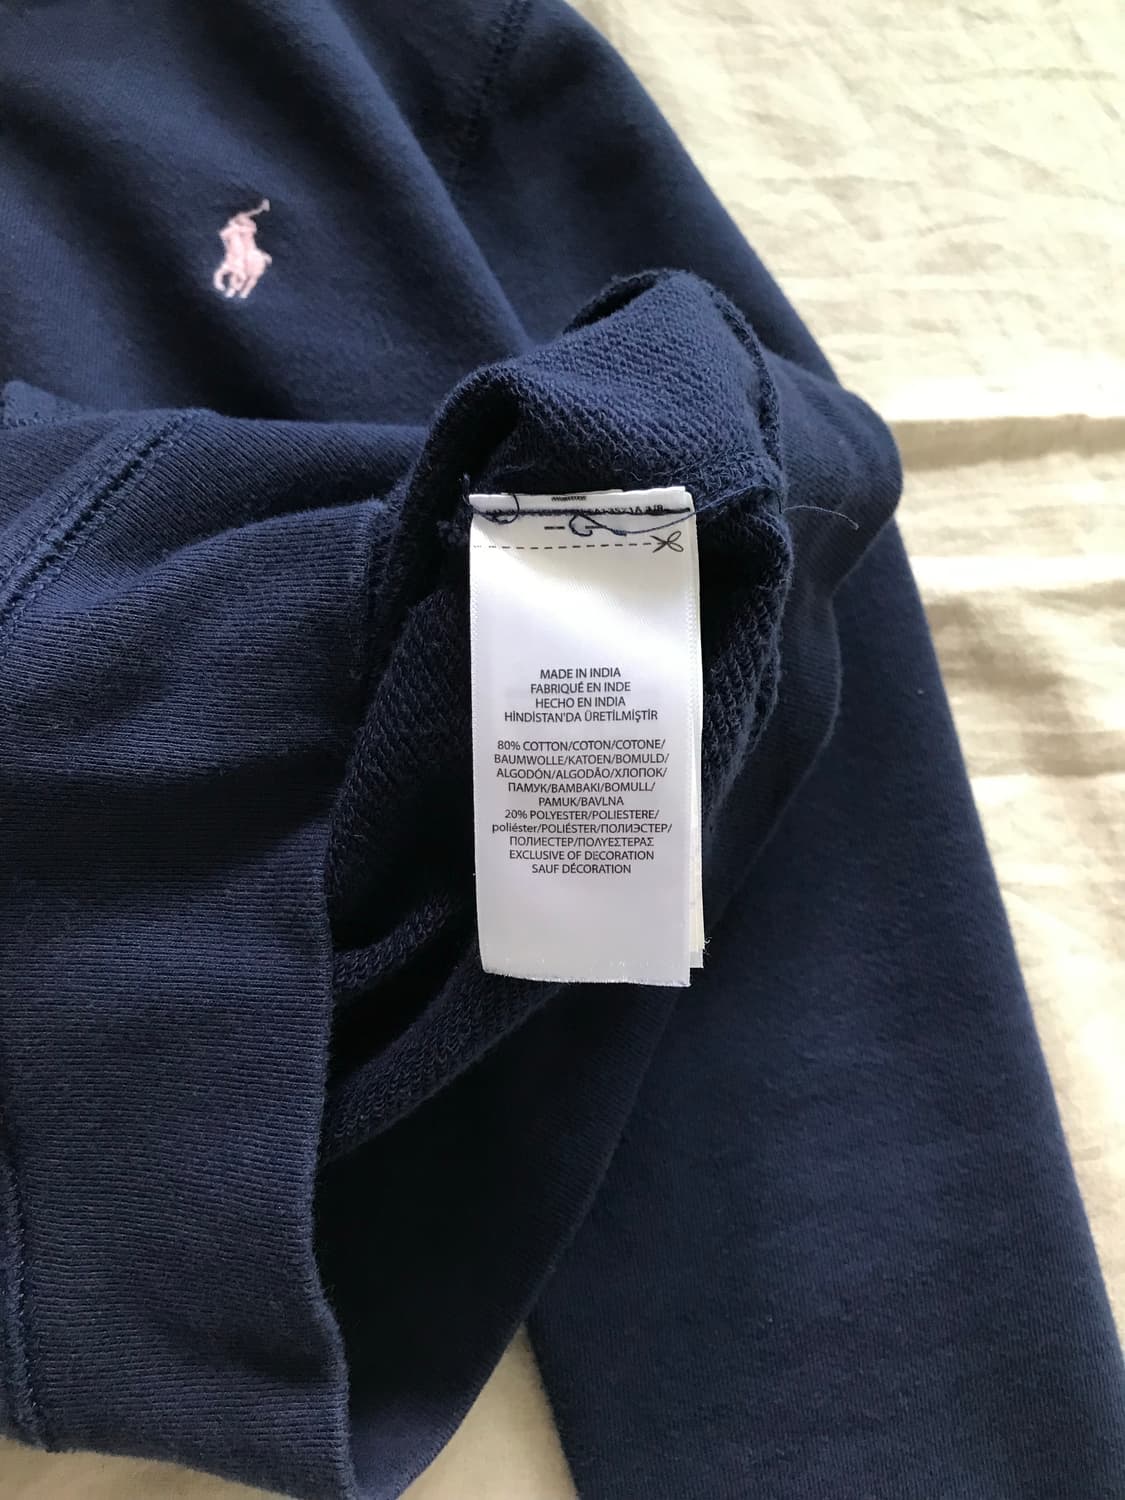 MADE IN INDIA
FABRIQUÉ EN INDE
HECHO EN INDIA
HİNDİSTAN'DA ÜRETİLMİŞTİR
80% COTTON/COTON/COTONE/
BAUMWOLLE/KATOEN/BOMULD/
ALGODÓN/ALGODÃO/ХЛОПОК/
ПАМУК/ΒΑΜΒΑΚΙ/BOMULL/
PAMUK/BAVLNA
20% POLYESTER/POLIESTERE/
poliéster/POLIÉSTER/ПОЛИЭСТЕР/
ПОЛИЕСТЕР/ΠΟΛΥΕΣΤΕΡΑΣ
EXCLUSIVE OF DECORATION
SAUF DÉCORATION